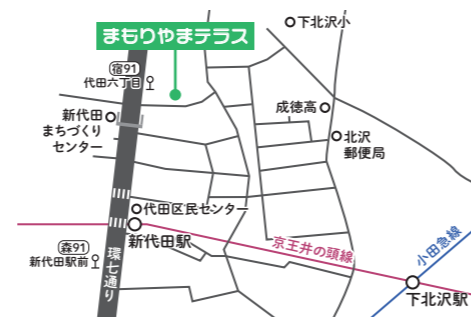 下北沢小
まもりやまテラス
宿91
代田六丁目
成徳高
新代田
まちづくり
センター
北沢
郵便局
代田区民センター
新代田駅
京王井の頭線
小田急線
森91
新代田駅前
環七通り
下北沢駅